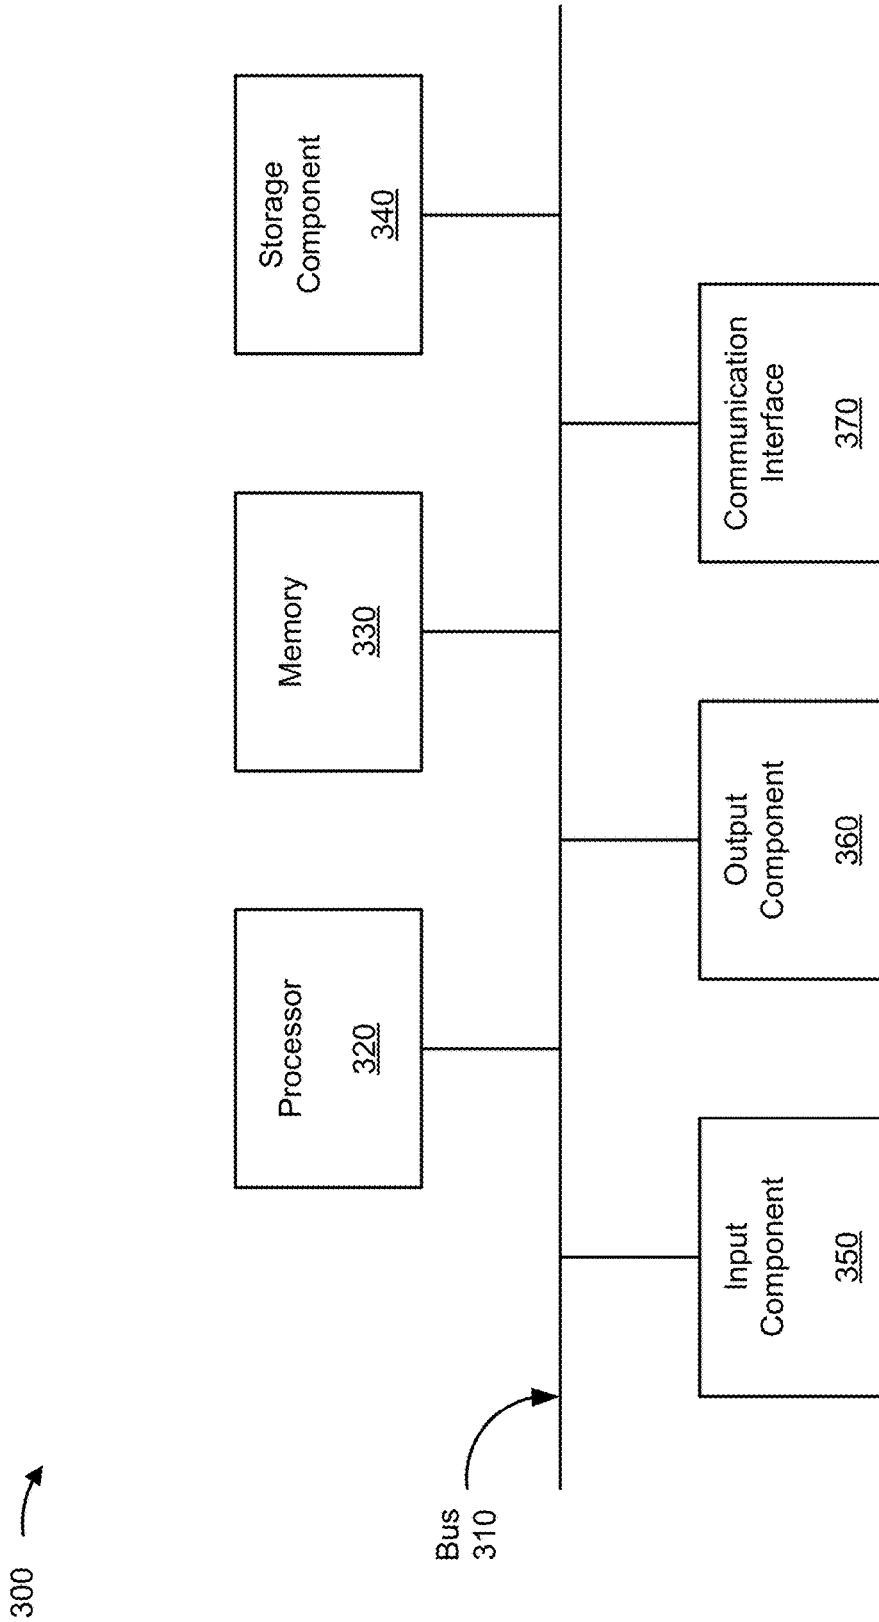 300
Processor
320
Memory
330
Storage
Component
340
Bus
310
Input
Component
350
Output
Component
360
Communication
Interface
370